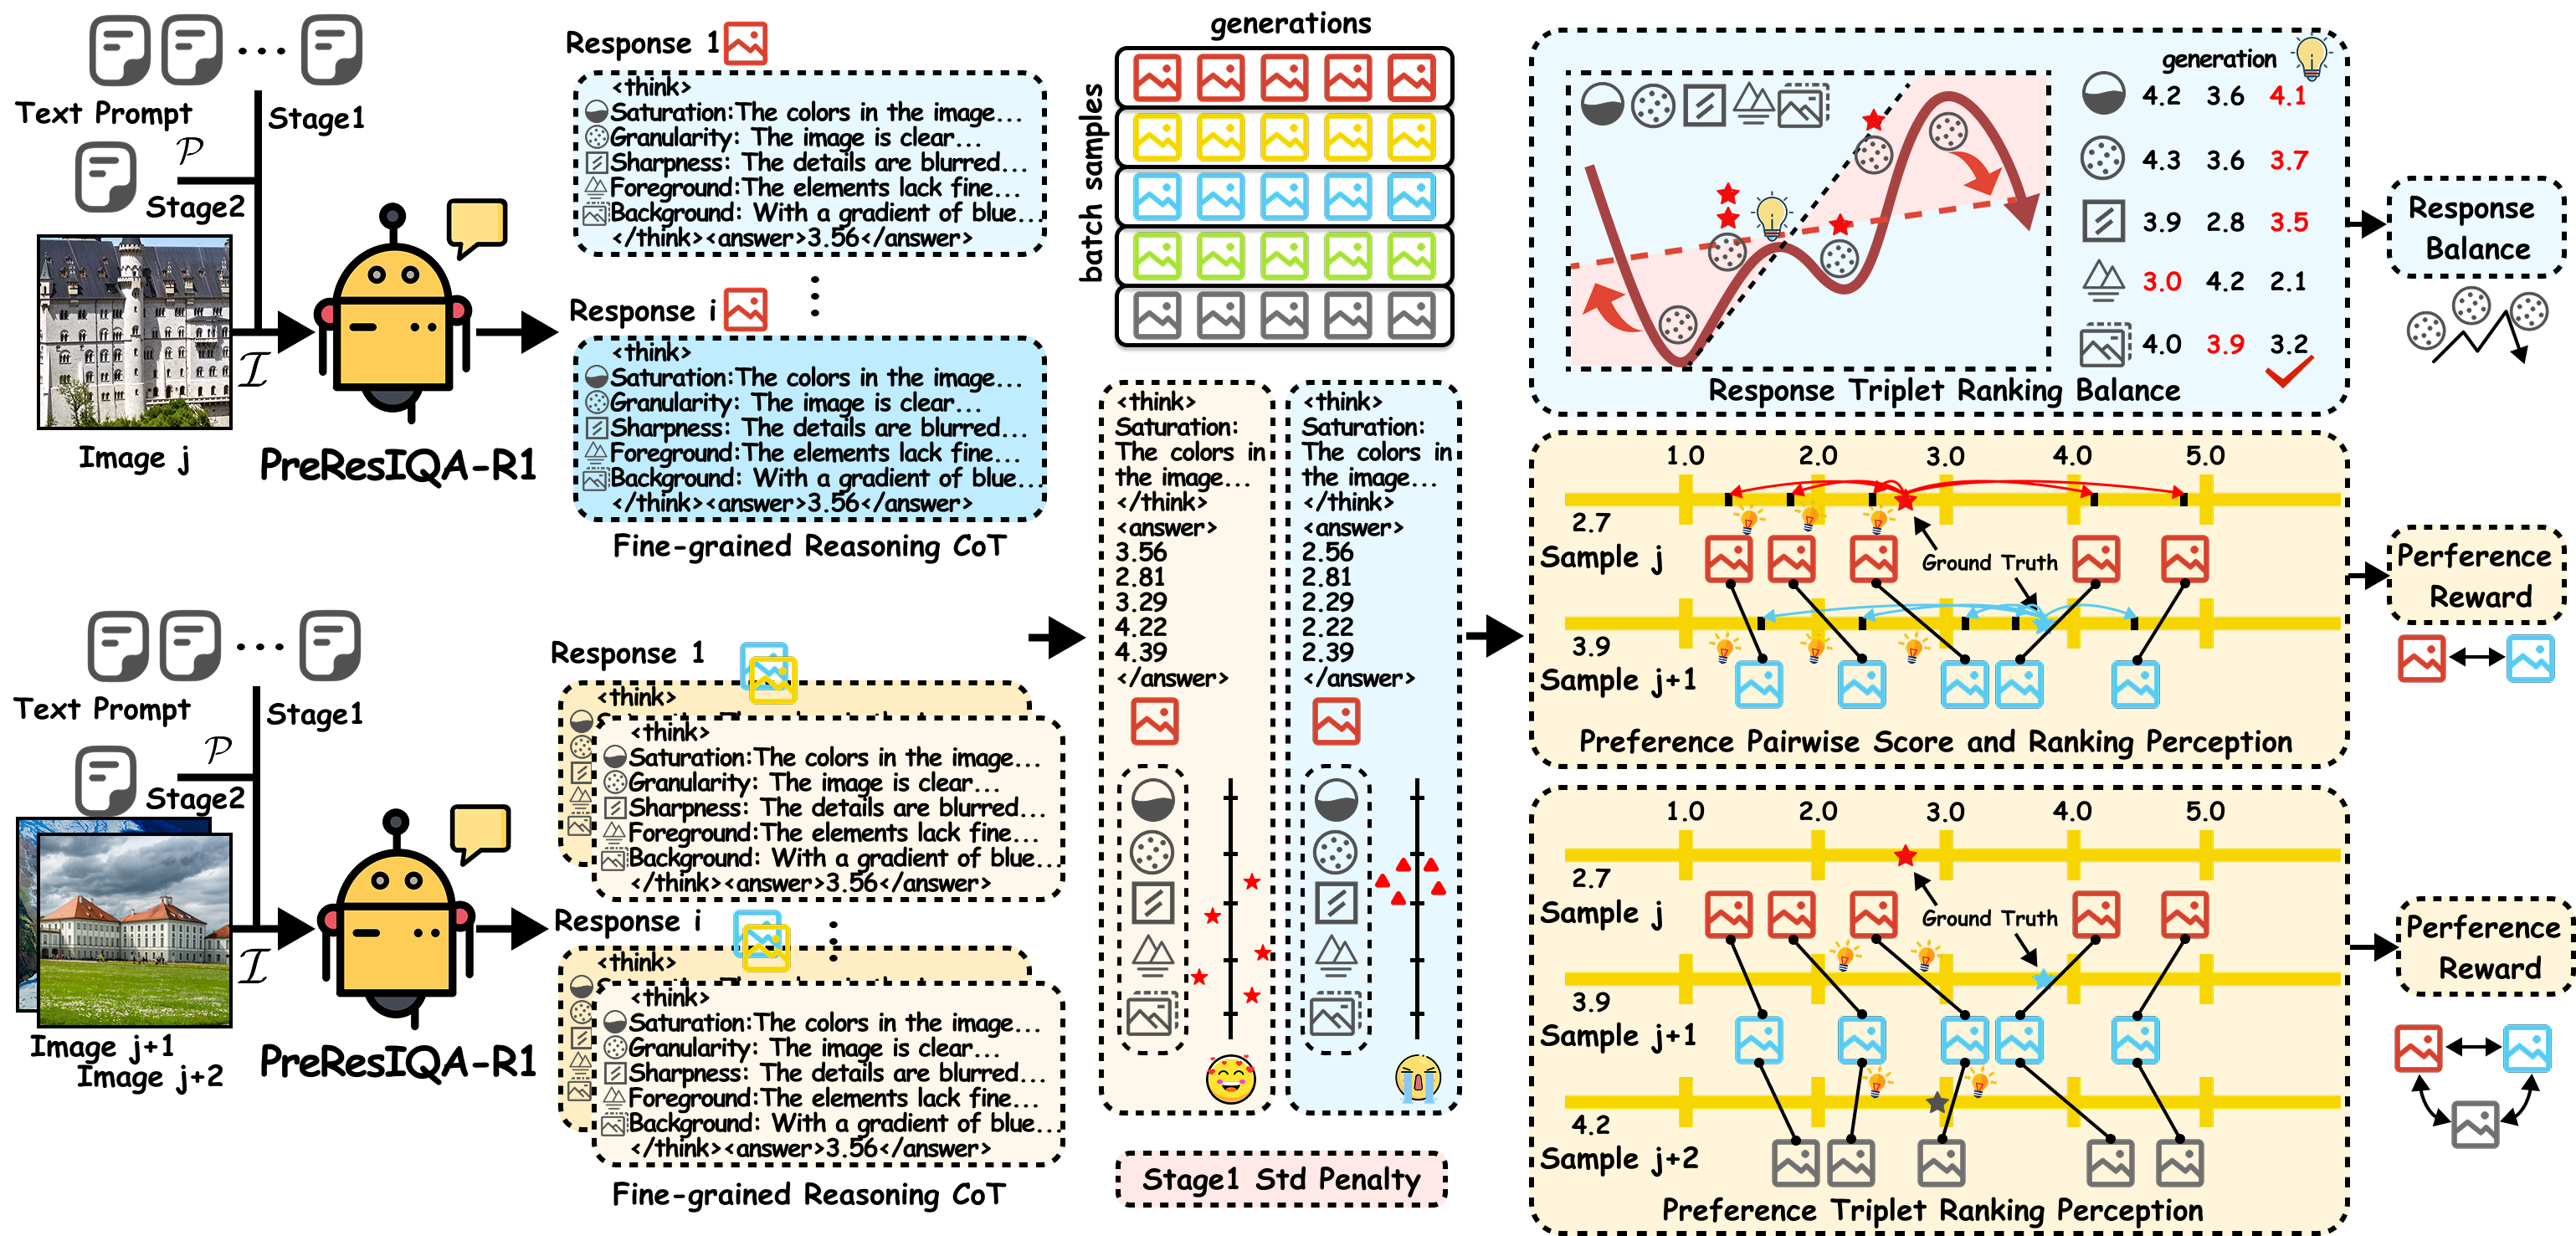 Text Prompt
Stage1
P
Stage2
I
Image j
PreResIQA-R1
Response 1
<think>
Saturation:The colors in the image...
Granularity: The image is clear...
Sharpness: The details are blurred...
Foreground:The elements lack fine...
Background: With a gradient of blue...
</think><answer>3.56</answer>
Response i
<think>
Saturation:The colors in the image...
Granularity: The image is clear...
Sharpness: The details are blurred...
Foreground:The elements lack fine...
Background: With a gradient of blue...
</think><answer>3.56</answer>
Fine-grained Reasoning CoT
Text Prompt
Stage1
P
Stage2
I
Image j+1
Image j+2
PreResIQA-R1
Response 1
<think>
<think>
Saturation:The colors in the image...
Granularity: The image is clear...
Sharpness: The details are blurred...
Foreground:The elements lack fine...
Background: With a gradient of blue...
</think><answer>3.56</answer>
Response i
<think>
<think>
Saturation:The colors in the image...
Granularity: The image is clear...
Sharpness: The details are blurred...
Foreground:The elements lack fine...
Background: With a gradient of blue...
</think><answer>3.56</answer>
Fine-grained Reasoning CoT
generations
batch samples
<think>
Saturation:
The colors in
the image...
</think>
<answer>
3.56
2.81
3.29
4.22
4.39
</answer>
<think>
Saturation:
The colors in
the image...
</think>
<answer>
2.56
2.81
2.29
2.22
2.39
</answer>
Stage1 Std Penalty
generation
4.2 3.6 4.1
4.3 3.6 3.7
3.9 2.8 3.5
3.0 4.2 2.1
4.0 3.9 3.2
Response Triplet Ranking Balance
Response
Balance
1.0 2.0 3.0 4.0 5.0
2.7
Sample j
Ground Truth
3.9
Sample j+1
Preference Pairwise Score and Ranking Perception
Perference
Reward
1.0 2.0 3.0 4.0 5.0
2.7
Sample j
Ground Truth
3.9
Sample j+1
4.2
Sample j+2
Preference Triplet Ranking Perception
Perference
Reward